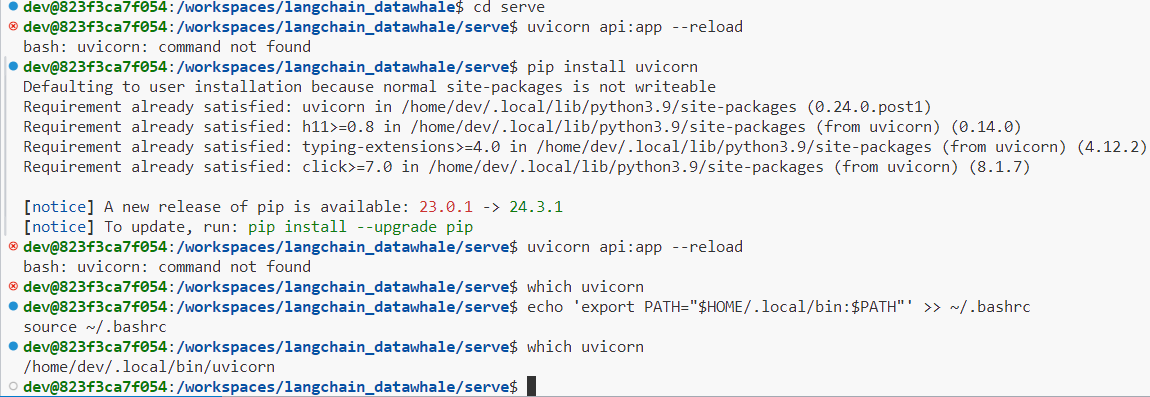 dev@823f3ca7f054:/workspaces/langchain_datawhale$ cd serve
dev@823f3ca7f054:/workspaces/langchain_datawhale/serve$ uvicorn api:app --reload
bash: uvicorn: command not found
dev@823f3ca7f054:/workspaces/langchain_datawhale/serve$ pip install uvicorn
Defaulting to user installation because normal site-packages is not writeable
Requirement already satisfied: uvicorn in /home/dev/.local/lib/python3.9/site-packages (0.24.0.post1)
Requirement already satisfied: h11>=0.8 in /home/dev/.local/lib/python3.9/site-packages (from uvicorn) (0.14.0)
Requirement already satisfied: typing-extensions>=4.0 in /home/dev/.local/lib/python3.9/site-packages (from uvicorn) (4.12.2)
Requirement already satisfied: click>=7.0 in /home/dev/.local/lib/python3.9/site-packages (from uvicorn) (8.1.7)

[notice] A new release of pip is available: 23.0.1 -> 24.3.1
[notice] To update, run: pip install --upgrade pip
dev@823f3ca7f054:/workspaces/langchain_datawhale/serve$ uvicorn api:app --reload
bash: uvicorn: command not found
dev@823f3ca7f054:/workspaces/langchain_datawhale/serve$ which uvicorn
dev@823f3ca7f054:/workspaces/langchain_datawhale/serve$ echo 'export PATH="$HOME/.local/bin:$PATH"' >> ~/.bashrc
source ~/.bashrc
dev@823f3ca7f054:/workspaces/langchain_datawhale/serve$ which uvicorn
/home/dev/.local/bin/uvicorn
dev@823f3ca7f054:/workspaces/langchain_datawhale/serve$